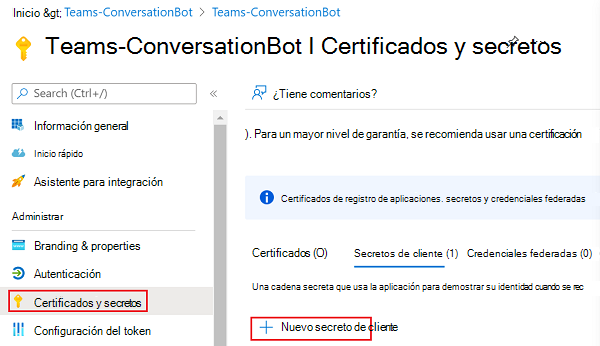 Inicio &gt; Teams-ConversationBot > Teams-ConversationBot
Teams-ConversationBot I Certificados y secretos
Search (Ctrl+/)
«
Información general
Inicio rápido
Asistente para integración
Administrar
Branding & properties
Autenticación
Certificados y secretos
Configuración del token
¿Tiene comentarios?
). Para un mayor nivel de garantía, se recomienda usar una certificación
Certificados de registro de aplicaciones. secretos y credenciales federadas
Certificados (O) Secretos de cliente (1) Credenciales federadas (0)
Una cadena secreta que usa la aplicación para demostrar su identidad cuando se rec
Nuevo secreto de cliente